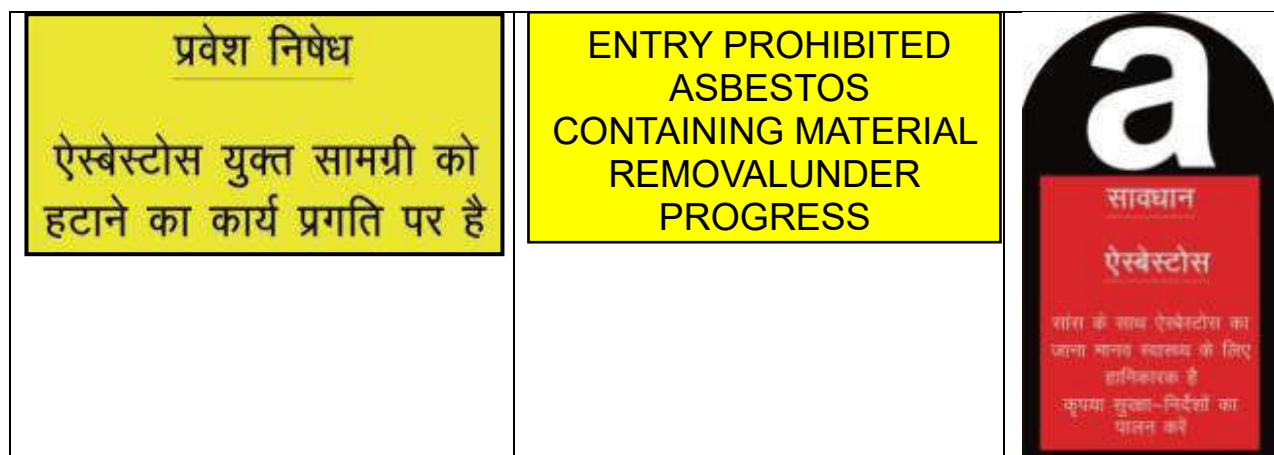 प्रवेश निषेध
ऐस्बेस्टोस युक्त सामग्री को
हटाने का कार्य प्रगति पर है
ENTRY PROHIBITED
ASBESTOS
CONTAINING MATERIAL
REMOVALUNDER
PROGRESS
a
सावधान
ऐस्बेस्टोस
सांस के साथ ऐस्बेस्टोस का
जाना मानव स्वास्थ्य के लिए
हानिकारक है
कृपया सुरक्षा-निर्देशों का
पालन करें